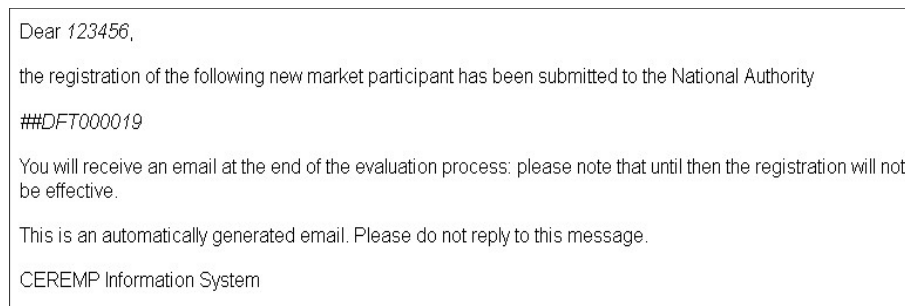 Dear 123456,
the registration of the following new market participant has been submitted to the National Authority
##DFT000019
You will receive an email at the end of the evaluation process: please note that until then the registration will not
be effective.
This is an automatically generated email. Please do not reply to this message.
CEREMP Information System